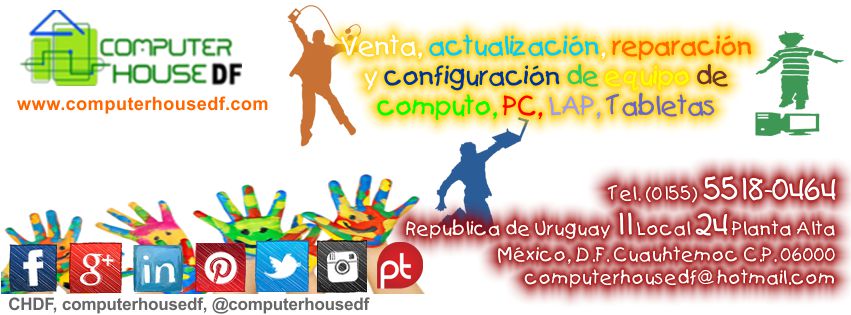 COMPUTER
HOUSE DF
www.computerhousedf.com
Venta, actualización, reparación
y configuración de equipo de
computo, PC, LAP, Tabletas
Tel. (0155) 5518-0464
Republica de Uruguay 11 Local 24 Planta Alta
México, D.F. Cuauhtemoc C.P. 06000
computerhousedf@hotmail.com
f g+ in P pt
CHDF, computerhousedf, @computerhousedf